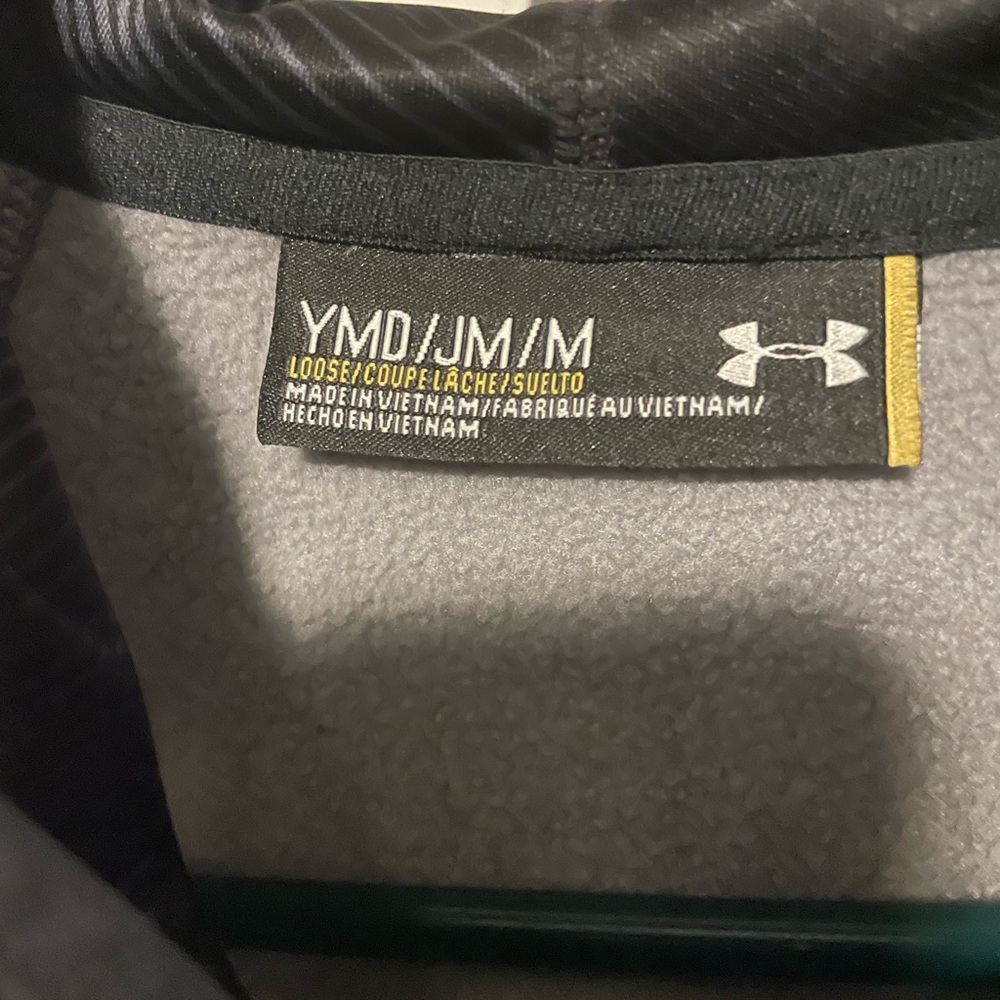 YMD/JM/M
LOOSE/COUPE LÂCHE/SUELTO
MADE IN VIETNAM/FABRIQUÉ AU VIETNAM/
HECHO EN VIETNAM